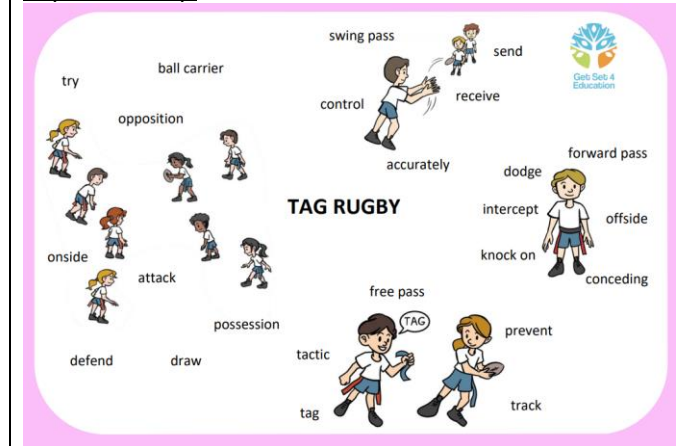 swing pass
send
try
ball carrier
control
receive
opposition
accurately
forward pass
dodge
TAG RUGBY
intercept
offside
knock on
onside
attack
conceding
free pass
possession
TAG
prevent
defend
draw
tactic
tag
track
Get Set 4
Education